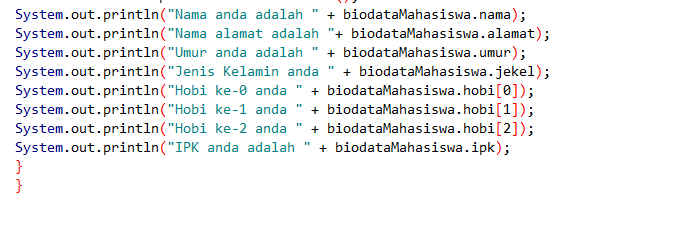 ();
System.out.println("Nama anda adalah " + biodataMahasiswa.nama);
System.out.println("Nama alamat adalah "+ biodataMahasiswa.alamat);
System.out.println("Umur anda adalah " + biodataMahasiswa.umur);
System.out.println("Jenis Kelamin anda " + biodataMahasiswa.jekel);
System.out.println("Hobi ke-0 anda " + biodataMahasiswa.hobi[0]);
System.out.println("Hobi ke-1 anda " + biodataMahasiswa.hobi[1]);
System.out.println("Hobi ke-2 anda " + biodataMahasiswa.hobi[2]);
System.out.println("IPK anda adalah " + biodataMahasiswa.ipk);
}
}